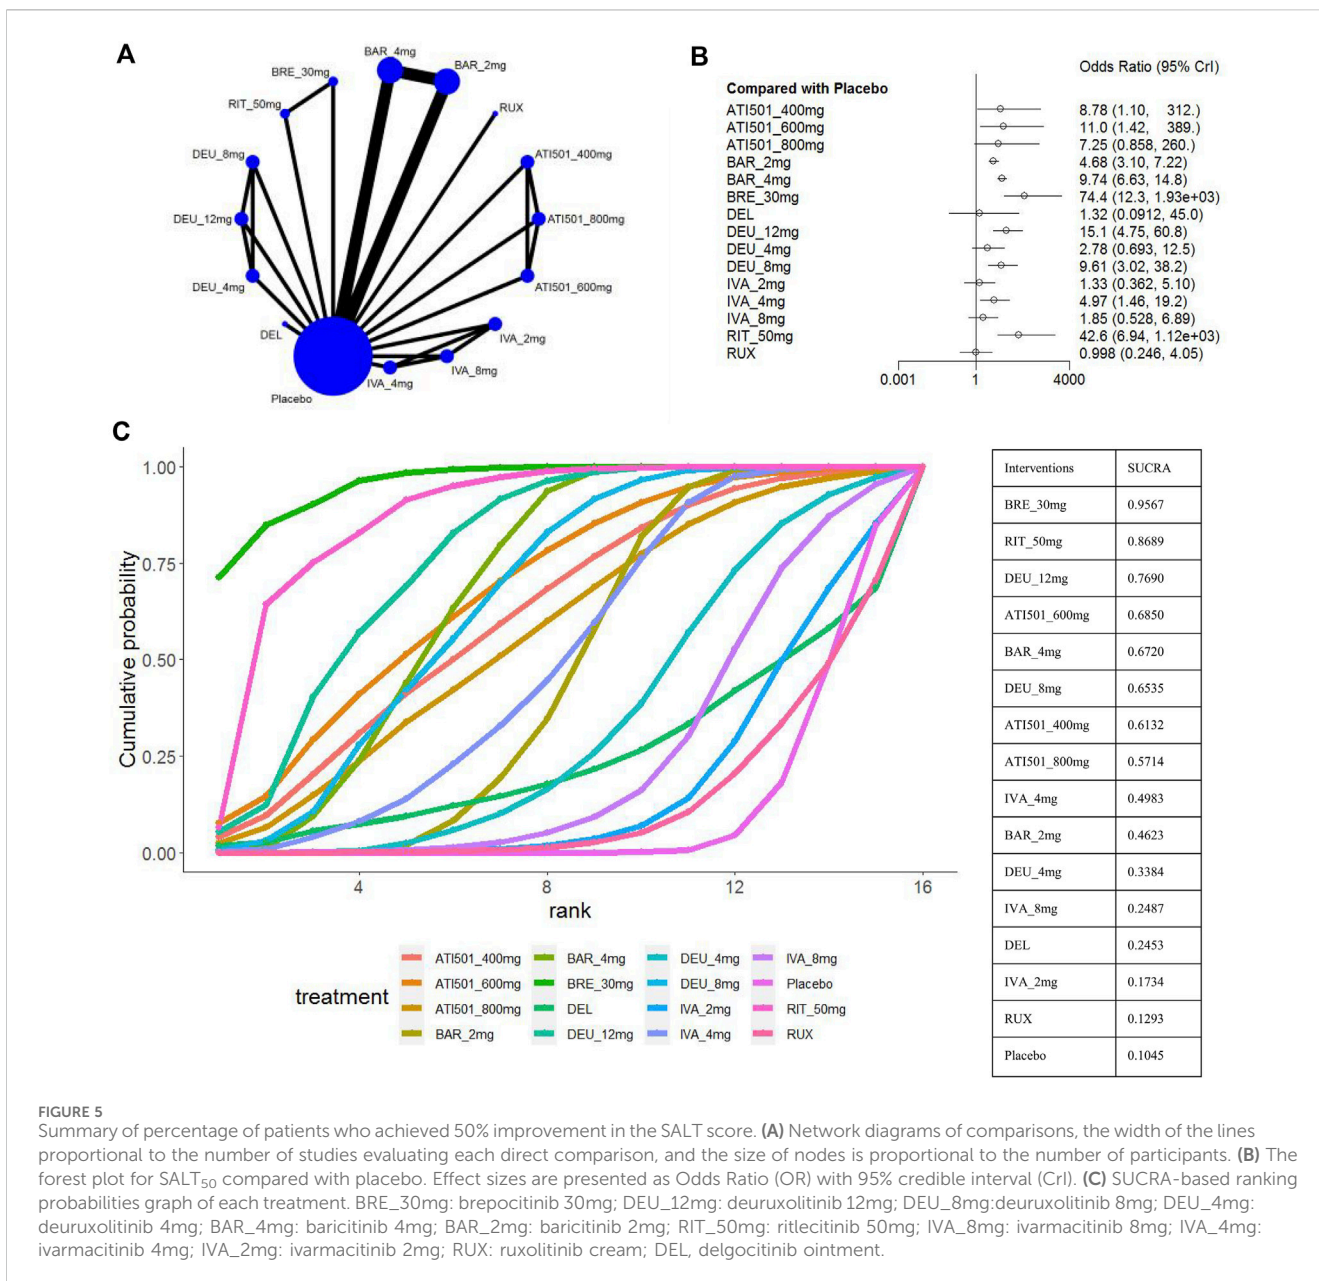 A
BAR_4mg
BAR_2mg
BRE_30mg
RIT_50mg
RUX
DEU_8mg
ATI501_400mg
DEU_12mg
ATI501_800mg
DEU_4mg
ATI501_600mg
DEL
IVA_2mg
IVA_8mg
IVA_4mg
Placebo
B
Odds Ratio (95% CrI)
Compared with Placebo
ATI501_400mg 8.78 (1.10, 312.)
ATI501_600mg 11.0 (1.42, 389.)
ATI501_800mg 7.25 (0.858, 260.)
BAR_2mg 4.68 (3.10, 7.22)
BAR_4mg 9.74 (6.63, 14.8)
BRE_30mg 74.4 (12.3, 1.93e+03)
DEL 1.32 (0.0912, 45.0)
DEU_12mg 15.1 (4.75, 60.8)
DEU_4mg 2.78 (0.693, 12.5)
DEU_8mg 9.61 (3.02, 38.2)
IVA_2mg 1.33 (0.362, 5.10)
IVA_4mg 4.97 (1.46, 19.2)
IVA_8mg 1.85 (0.528, 6.89)
RIT_50mg 42.6 (6.94, 1.12e+03)
RUX 0.998 (0.246, 4.05)
0.001 1 4000
C
Cumulative probability
1.00
0.75
0.50
0.25
0.00
4 8 12 16
rank
treatment
ATI501_400mg BAR_4mg DEU_4mg IVA_8mg
ATI501_600mg BRE_30mg DEU_8mg Placebo
ATI501_800mg DEL IVA_2mg RIT_50mg
BAR_2mg DEU_12mg IVA_4mg RUX
Interventions SUCRA
BRE_30mg 0.9567
RIT_50mg 0.8689
DEU_12mg 0.7690
ATI501_600mg 0.6850
BAR_4mg 0.6720
DEU_8mg 0.6535
ATI501_400mg 0.6132
ATI501_800mg 0.5714
IVA_4mg 0.4983
BAR_2mg 0.4623
DEU_4mg 0.3384
IVA_8mg 0.2487
DEL 0.2453
IVA_2mg 0.1734
RUX 0.1293
Placebo 0.1045
FIGURE 5
Summary of percentage of patients who achieved 50% improvement in the SALT score. (A) Network diagrams of comparisons, the width of the lines
proportional to the number of studies evaluating each direct comparison, and the size of nodes is proportional to the number of participants. (B) The
forest plot for SALT50 compared with placebo. Effect sizes are presented as Odds Ratio (OR) with 95% credible interval (CrI). (C) SUCRA-based ranking
probabilities graph of each treatment. BRE_30mg: brepocitinib 30mg; DEU_12mg: deuruxolitinib 12mg; DEU_8mg:deuruxolitinib 8mg; DEU_4mg:
deuruxolitinib 4mg; BAR_4mg: baricitinib 4mg; BAR_2mg: baricitinib 2mg; RIT_50mg: ritlecitinib 50mg; IVA_8mg: ivarmacitinib 8mg; IVA_4mg:
ivarmacitinib 4mg; IVA_2mg: ivarmacitinib 2mg; RUX: ruxolitinib cream; DEL, delgocitinib ointment.